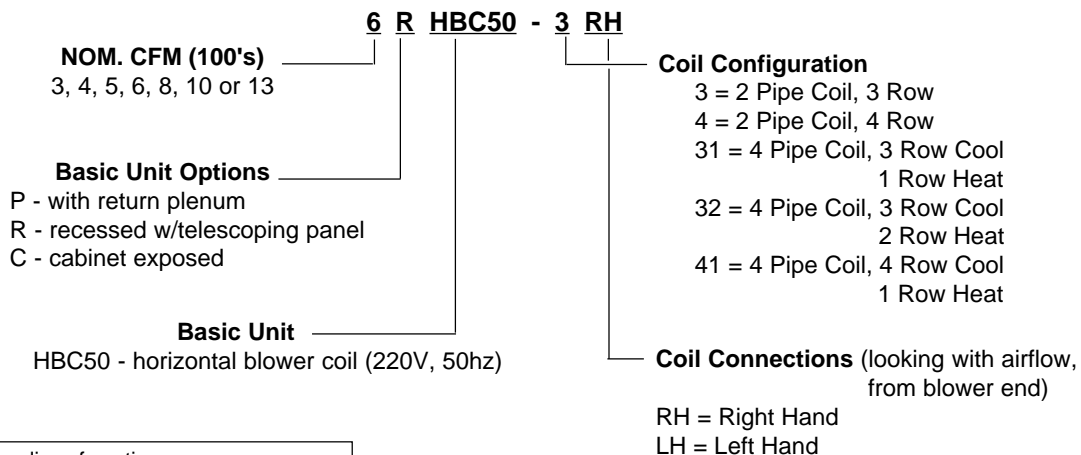 6 R HBC50 - 3 RH
NOM. CFM (100's)
3, 4, 5, 6, 8, 10 or 13
Basic Unit Options
P - with return plenum
R - recessed w/telescoping panel
C - cabinet exposed
Basic Unit
HBC50 - horizontal blower coil (220V, 50hz)
Coil Configuration
3 = 2 Pipe Coil, 3 Row
4 = 2 Pipe Coil, 4 Row
31 = 4 Pipe Coil, 3 Row Cool
1 Row Heat
32 = 4 Pipe Coil, 3 Row Cool
2 Row Heat
41 = 4 Pipe Coil, 4 Row Cool
1 Row Heat
Coil Connections (looking with airflow,
from blower end)
RH = Right Hand
LH = Left Hand